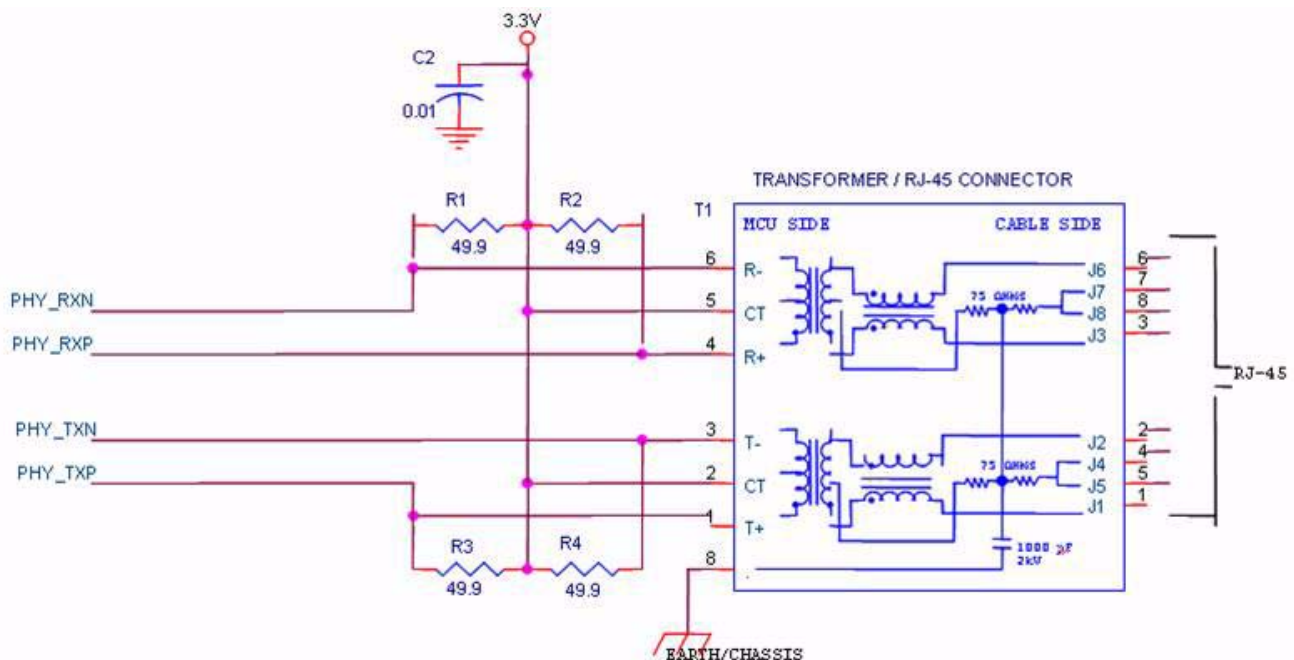 3.3V
C2
0.01
TRANSFORMER / RJ-45 CONNECTOR
R1
R2
T1
49.9
49.9
MCU SIDE
CABLE SIDE
6
R-
J6
6
PHY_RXN
5
CT
75 OHMS
J7
7
J8
8
PHY_RXP
4
R+
J3
3
RJ-45
PHY_TXN
3
T-
J2
2
PHY_TXP
2
CT
75 OHMS
J4
4
J5
5
1
T+
J1
1
R3
R4
49.9
49.9
8
1000 pF
2kV
EARTH/CHASSIS